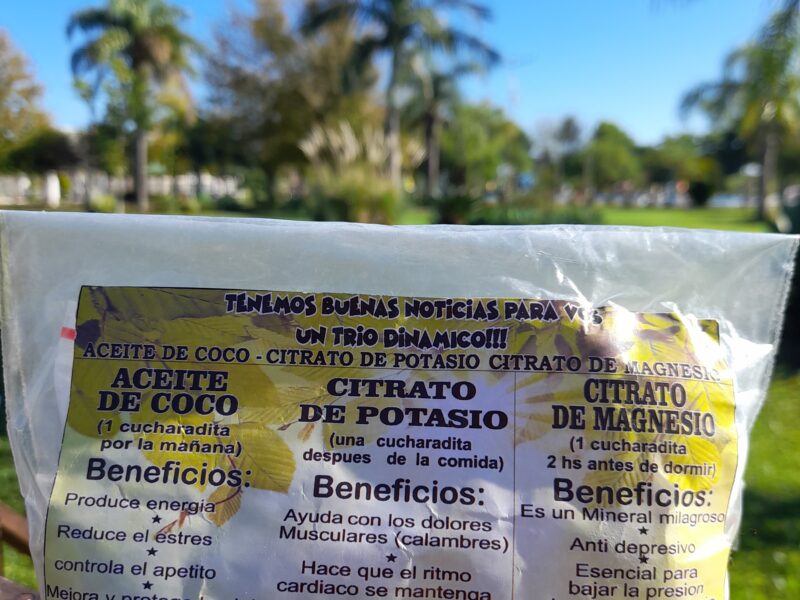 TENEMOS BUENAS NOTICIAS PARA VOS
UN TRIO DINAMICO!!!
ACEITE DE COCO - CITRATO DE POTASIO CITRATO DE MAGNESIO
ACEITE
DE COCO
(1 cucharadita
por la mañana)
Beneficios:
Produce energia
Reduce el estres
controla el apetito
Mejora y
CITRATO
DE POTASIO
(una cucharadita
despues de la comida)
Beneficios:
Ayuda con los dolores
Musculares (calambres)
Hace que el ritmo
cardiaco se mantenga
CITRATO
DE MAGNESIO
(1 cucharadita
2 hs antes de dormir)
Beneficios:
Es un Mineral milagroso
Anti depresivo
Esencial para
bajar la presion